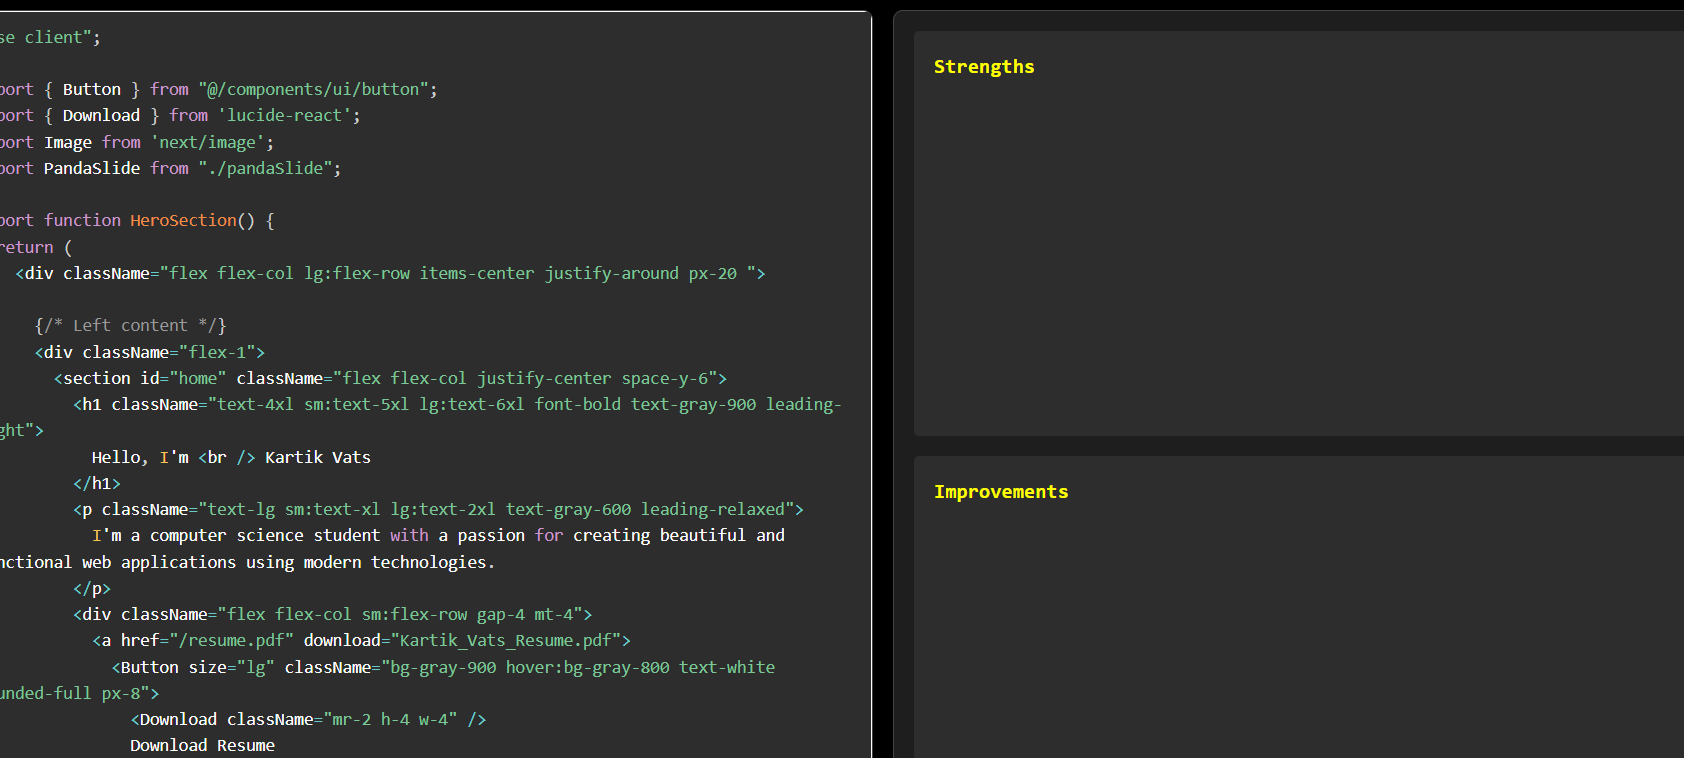 se client";
port { Button } from "@/components/ui/button";
port { Download } from 'lucide-react';
port Image from 'next/image';
port PandaSlide from "./pandaSlide";
port function HeroSection() {
return (
<div className="flex flex-col lg:flex-row items-center justify-around px-20 ">
{/* Left content */}
<div className="flex-1">
<section id="home" className="flex flex-col justify-center space-y-6">
<h1 className="text-4xl sm:text-5xl lg:text-6xl font-bold text-gray-900 leading-
ght">
Hello, I'm <br /> Kartik Vats
</h1>
<p className="text-lg sm:text-xl lg:text-2xl text-gray-600 leading-relaxed">
I'm a computer science student with a passion for creating beautiful and
nctional web applications using modern technologies.
</p>
<div className="flex flex-col sm:flex-row gap-4 mt-4">
<a href="/resume.pdf" download="Kartik_Vats_Resume.pdf">
<Button size="lg" className="bg-gray-900 hover:bg-gray-800 text-white
unded-full px-8">
<Download className="mr-2 h-4 w-4" />
Download Resume
Strengths
Improvements